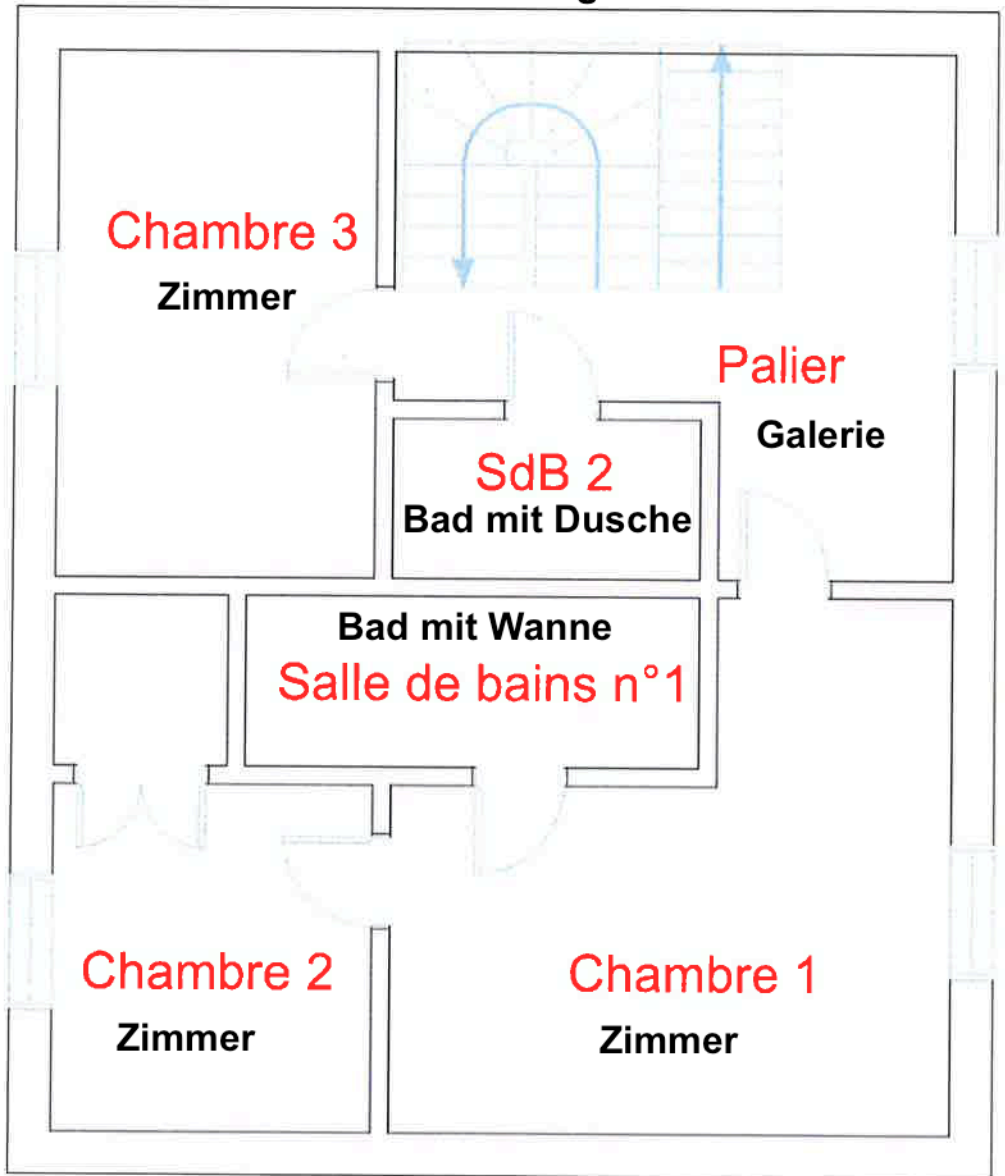 Chambre 3
Zimmer
Palier
Galerie
SdB 2
Bad mit Dusche
Bad mit Wanne
Salle de bains n°1
Chambre 2
Zimmer
Chambre 1
Zimmer